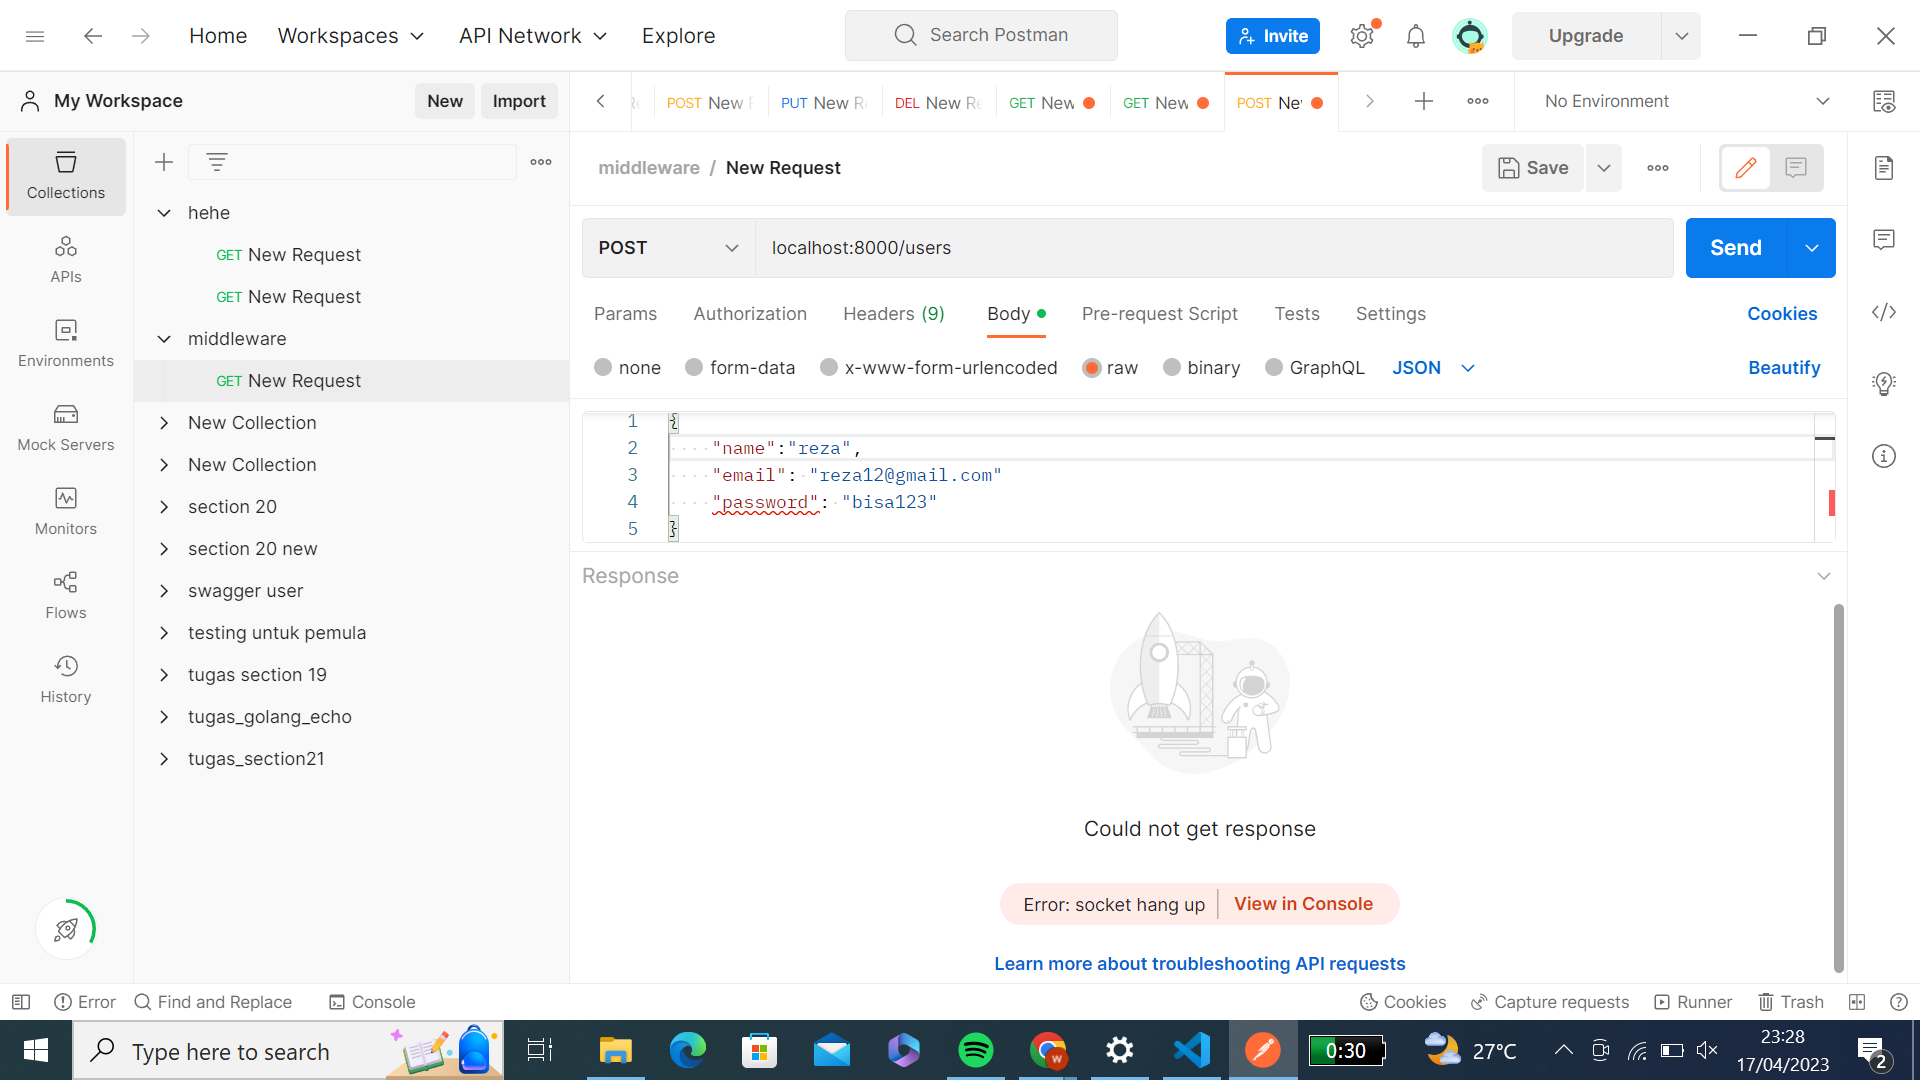 Home
Workspaces
API Network
Explore
Search Postman
Invite
Upgrade
My Workspace
New
Import
POST New
PUT New R
DEL New Re
GET New
GET New
POST Ne
No Environment
Collections
APIs
Environments
Mock Servers
Monitors
Flows
History
hehe
GET New Request
GET New Request
middleware
GET New Request
New Collection
New Collection
section 20
section 20 new
swagger user
testing untuk pemula
tugas section 19
tugas_golang_echo
tugas_section21
middleware / New Request
Save
POST
localhost:8000/users
Send
Params
Authorization
Headers (9)
Body
Pre-request Script
Tests
Settings
Cookies
none
form-data
x-www-form-urlencoded
raw
binary
GraphQL
JSON
Beautify
1 {
2 "name":"reza",
3 "email": "reza12@gmail.com"
4 "password": "bisa123"
5 }
Response
Could not get response
Error: socket hang up
View in Console
Learn more about troubleshooting API requests
Error
Find and Replace
Console
Cookies
Capture requests
Runner
Trash
Type here to search
w
0:30
27°C
23:28
17/04/2023
2